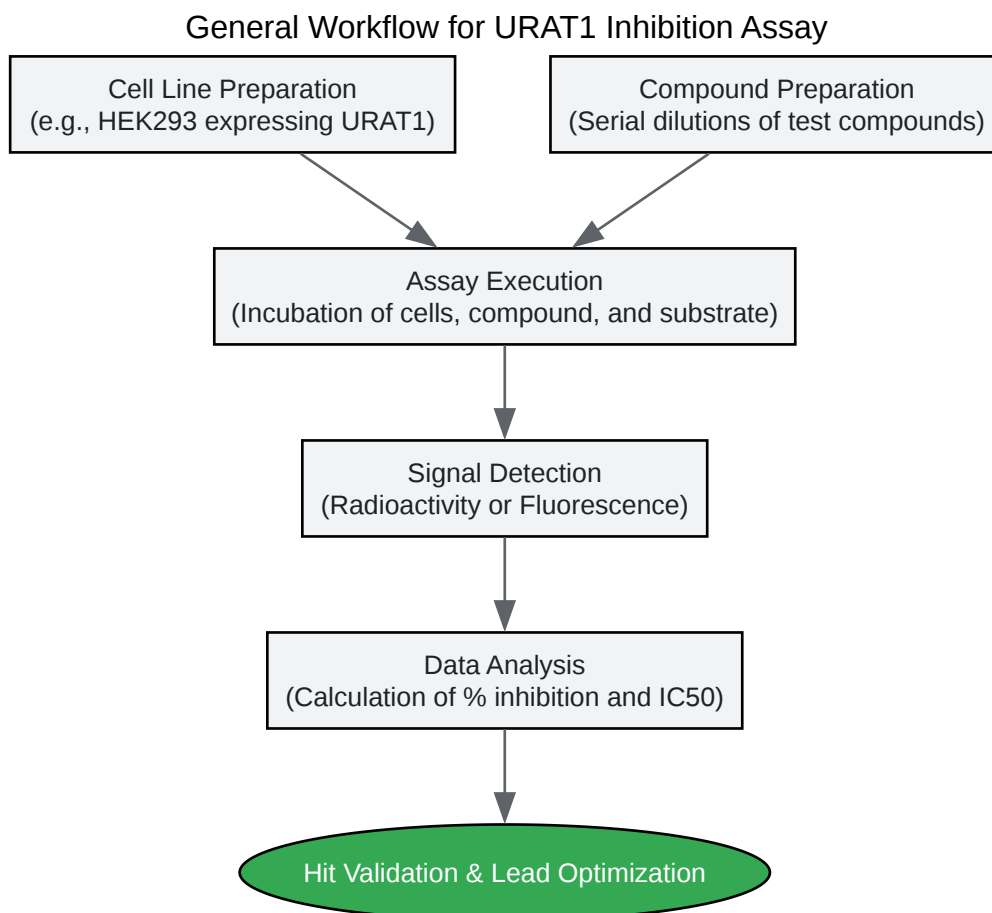 General Workflow for URAT1 Inhibition Assay
Cell Line Preparation
(e.g., HEK293 expressing URAT1)
Compound Preparation
(Serial dilutions of test compounds)
Assay Execution
(Incubation of cells, compound, and substrate)
Signal Detection
(Radioactivity or Fluorescence)
Data Analysis
(Calculation of % inhibition and IC50)
Hit Validation & Lead Optimization